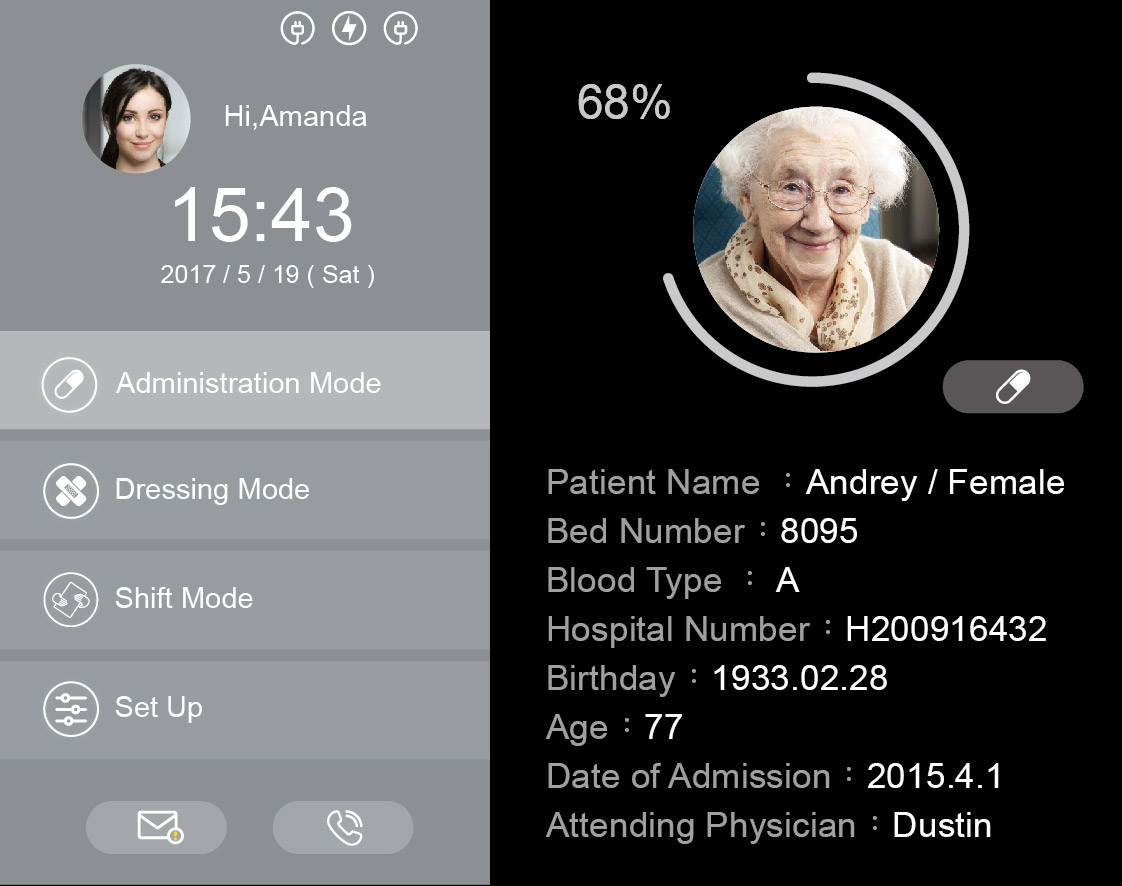 Hi,Amanda
15:43
2017 / 5 / 19 ( Sat )
Administration Mode
Dressing Mode
Shift Mode
Set Up
68%
Patient Name : Andrey / Female
Bed Number : 8095
Blood Type : A
Hospital Number : H200916432
Birthday : 1933.02.28
Age : 77
Date of Admission : 2015.4.1
Attending Physician : Dustin